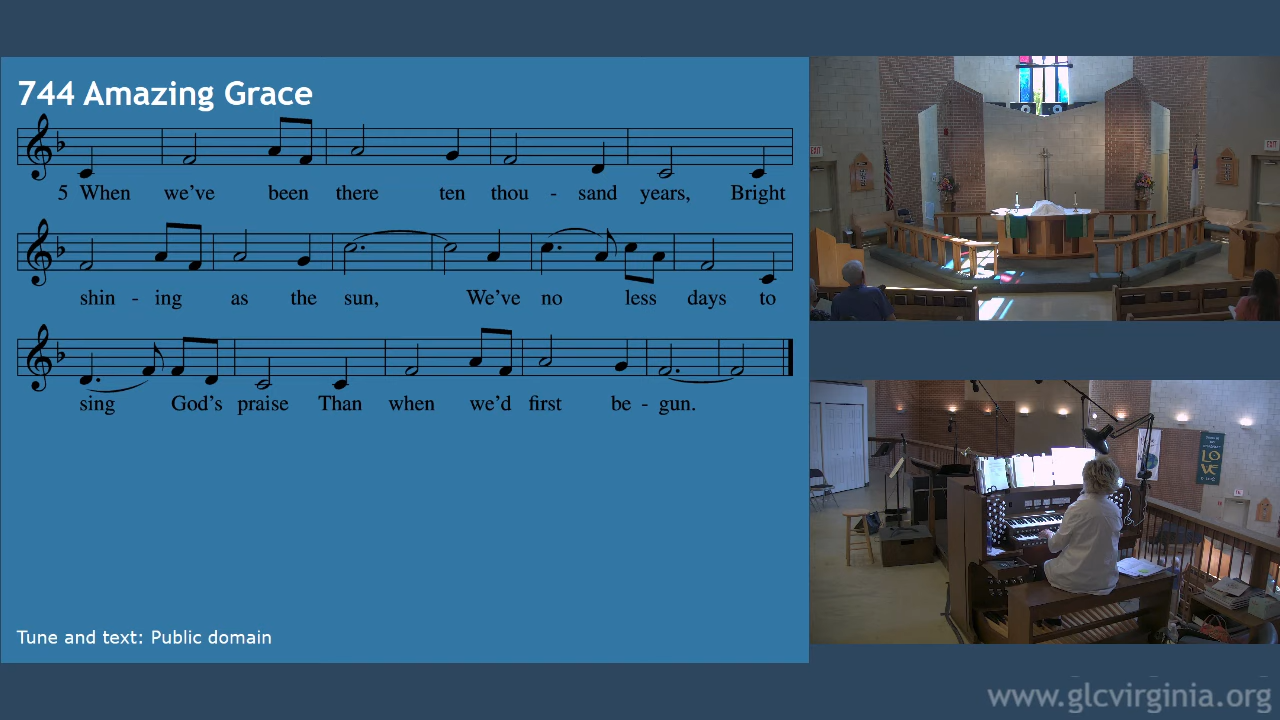 744 Amazing Grace
5 When we've been there ten thou - sand years, Bright
shin - ing as the sun, We've no less days to
sing God's praise Than when we'd first be - gun.
Tune and text: Public domain
EXIT
EXIT
LOVE
www.glcvirginia.org